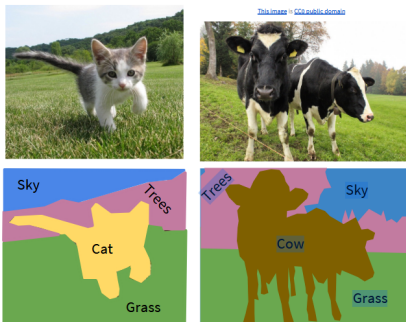 This image is CC0 public domain
Sky
Trees
Cat
Grass
Trees
Sky
Cow
Grass